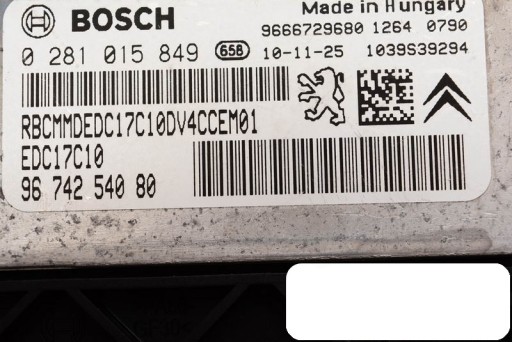 Made in Hungary
BOSCH
9666729680 1264 0790
0 281 015 849 658 10-11-25 1039S39294
RBCMMDEDC17C10DV4CCEM01
EDC17C10
96 742 540 80